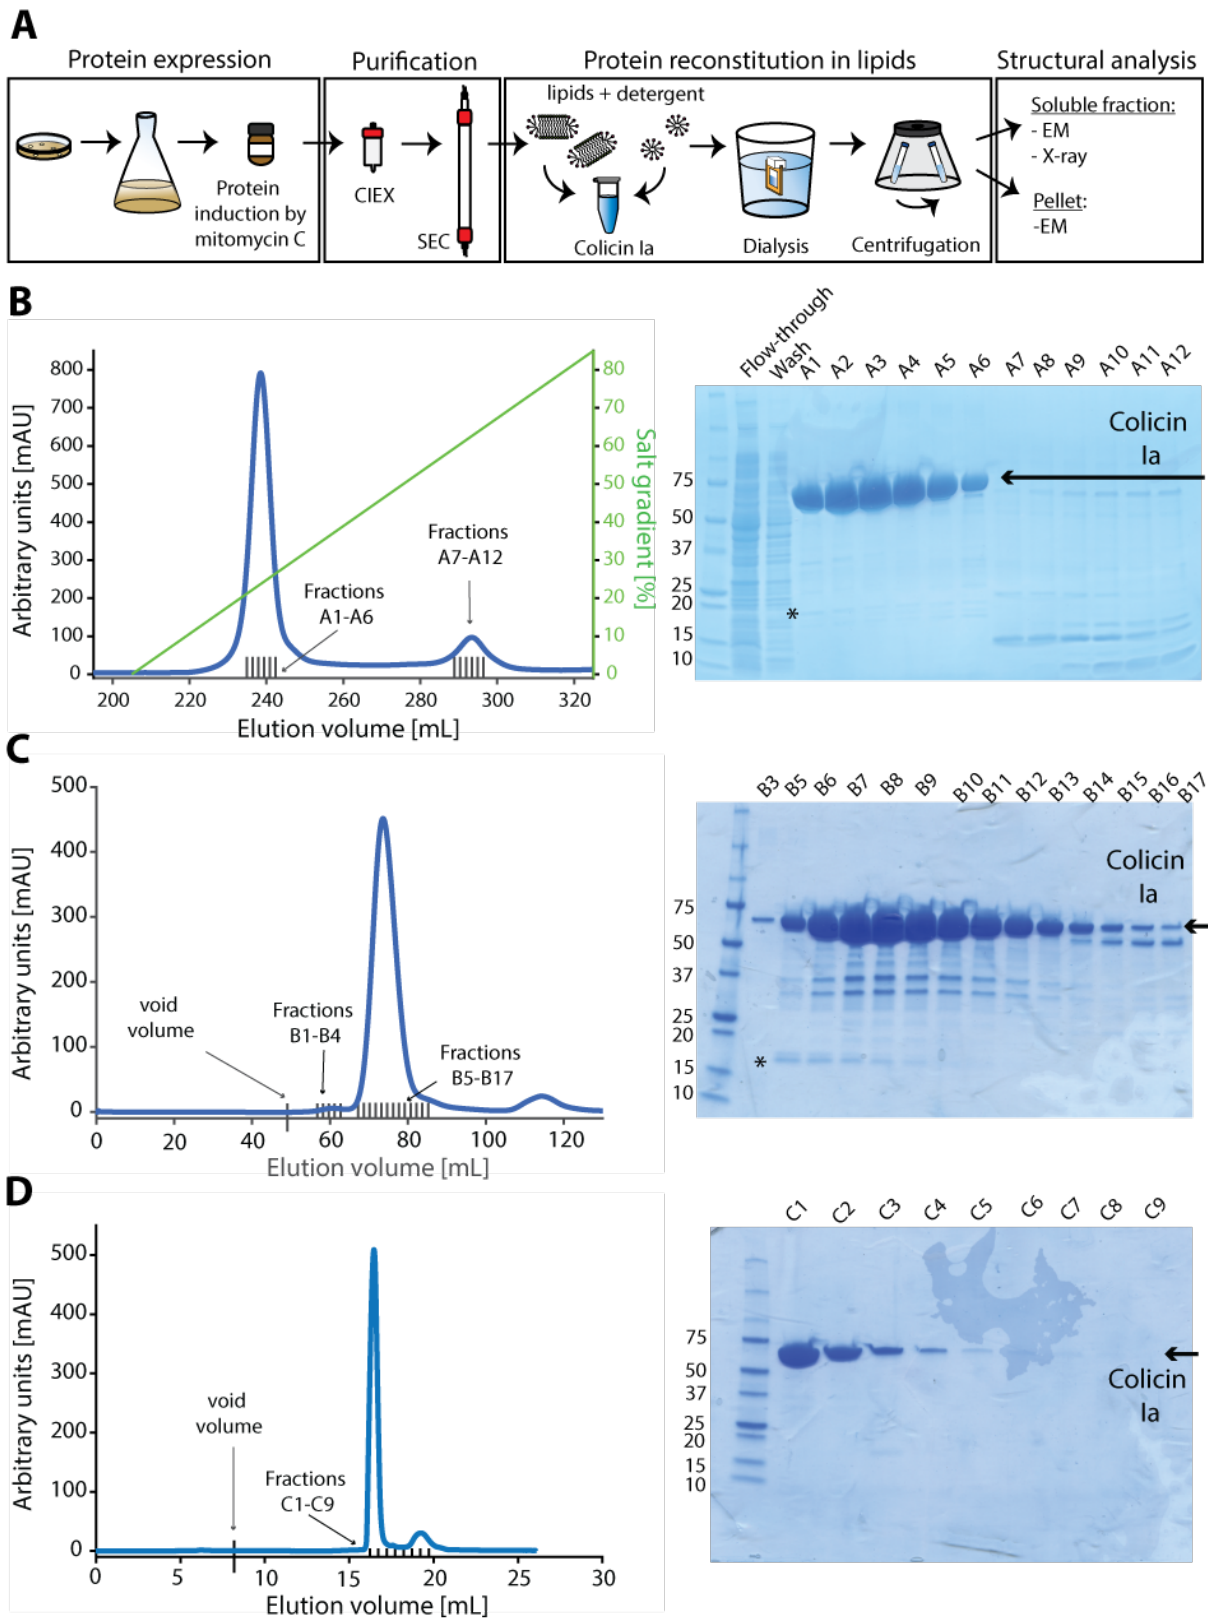 A
Protein expression
Purification
Protein reconstitution in lipids
Structural analysis
Protein
induction by
mitomycin C
CIEX
SEC
lipids + detergent
Colicin Ia
Dialysis
Centrifugation
Soluble fraction:
- EM
- X-ray
Pellet:
-EM
B
Arbitrary units [mAU]
800
700
600
500
400
300
200
100
0
200
220
240
260
280
300
320
Elution volume [mL]
80
70
60
50
40
30
20
10
0
Salt gradient [%]
Fractions
A1-A6
Fractions
A7-A12
Flow-through
Wash
A1
A2
A3
A4
A5
A6
A7
A8
A9
A10
A11
A12
75
50
37
25
20
15
10
*
Colicin
Ia
C
Arbitrary units [mAU]
500
400
300
200
100
0
0
20
40
60
80
100
120
Elution volume [mL]
void
volume
Fractions
B1-B4
Fractions
B5-B17
B3
B5
B6
B7
B8
B9
B10
B11
B12
B13
B14
B15
B16
B17
75
50
37
25
20
15
10
*
Colicin
Ia
D
Arbitrary units [mAU]
500
400
300
200
100
0
0
5
10
15
20
25
30
Elution volume [mL]
void
volume
Fractions
C1-C9
C1
C2
C3
C4
C5
C6
C7
C8
C9
75
50
37
25
20
15
10
Colicin
Ia